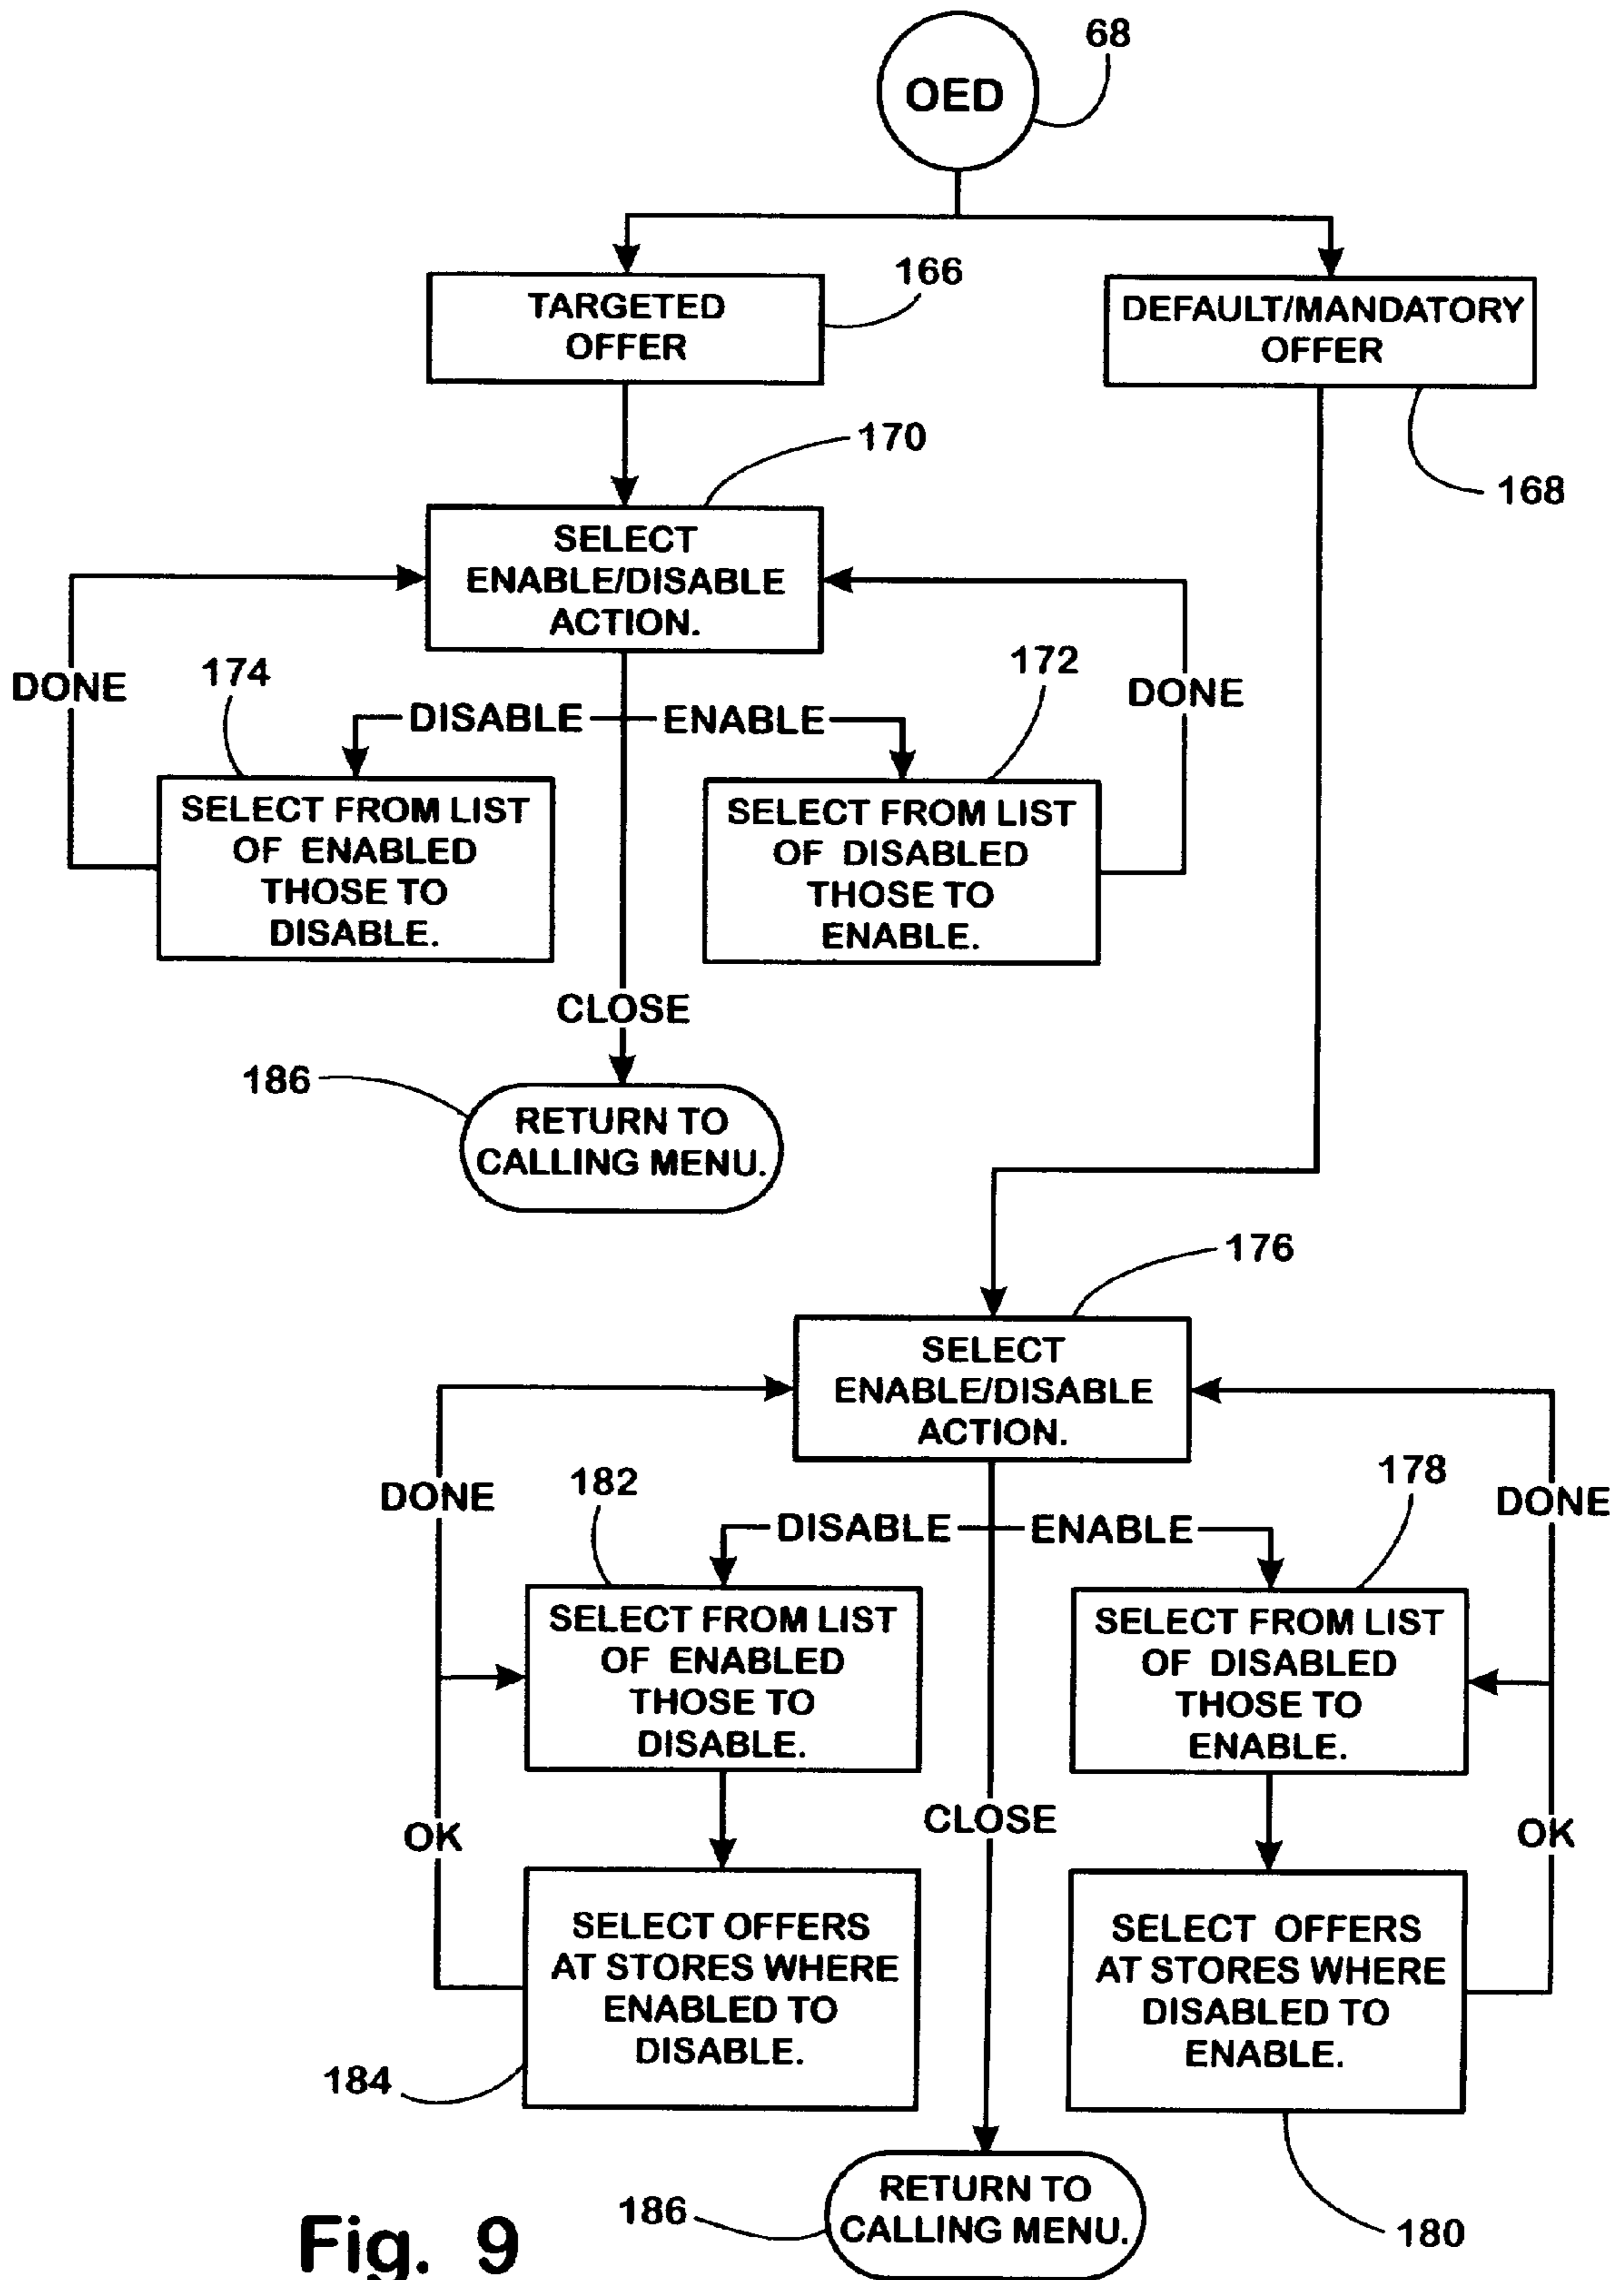 68
OED
166
TARGETED
OFFER
DEFAULT/MANDATORY
OFFER
168
170
SELECT
ENABLE/DISABLE
ACTION.
DONE
174
172
DONE
DISABLE
ENABLE
SELECT FROM LIST
OF ENABLED
THOSE TO
DISABLE.
SELECT FROM LIST
OF DISABLED
THOSE TO
ENABLE.
CLOSE
186
RETURN TO
CALLING MENU.
176
SELECT
ENABLE/DISABLE
ACTION.
DONE
182
178
DONE
DISABLE
ENABLE
SELECT FROM LIST
OF ENABLED
THOSE TO
DISABLE.
SELECT FROM LIST
OF DISABLED
THOSE TO
ENABLE.
OK
CLOSE
OK
SELECT OFFERS
AT STORES WHERE
ENABLED TO
DISABLE.
SELECT OFFERS
AT STORES WHERE
DISABLED TO
ENABLE.
184
186
RETURN TO
CALLING MENU.
180
Fig. 9